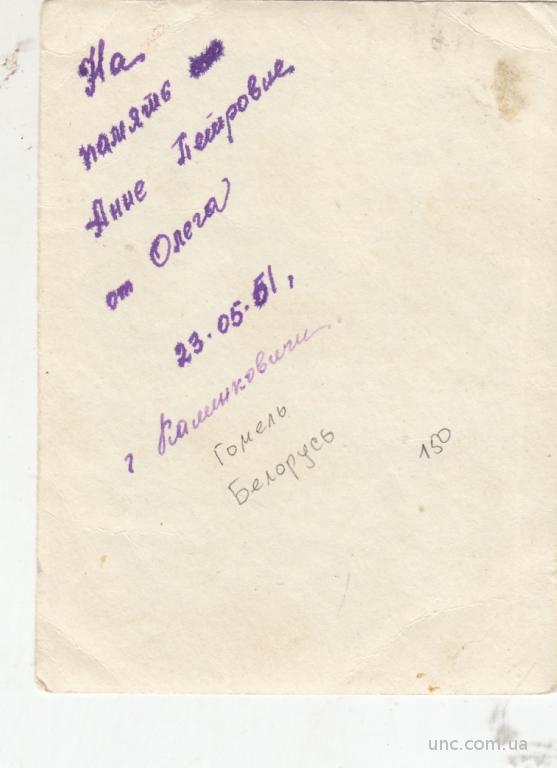 На
память
Анне Петровне
от Олега
23.05.51,
г Калинковичи.
Гомель
Белорусь
150
unc.com.ua